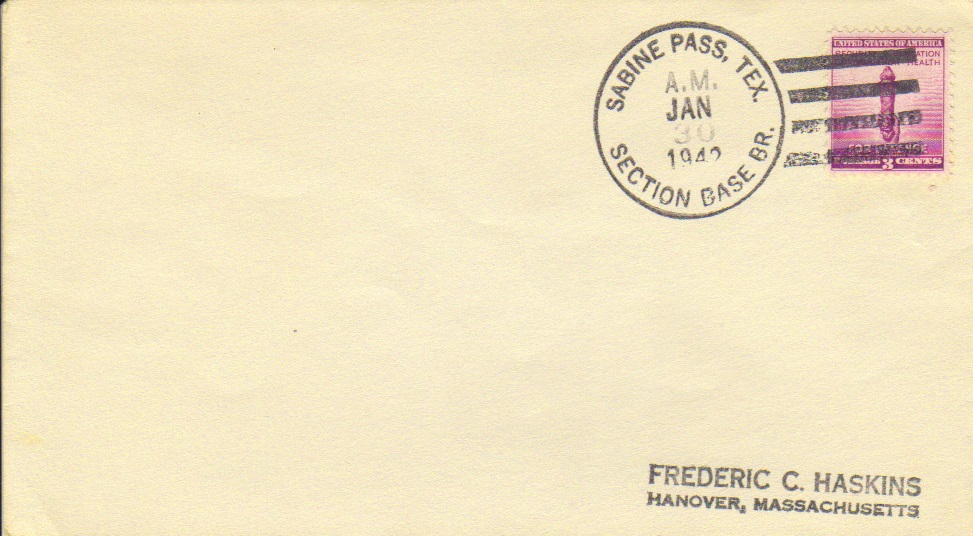 SABINE PASS, TEX.
A.M.
JAN
30
1942
SECTION BASE BR.
UNITED STATES OF AMERICA
HEALTH
3 CENTS
FREDERIC C. HASKINS
HANOVER, MASSACHUSETTS